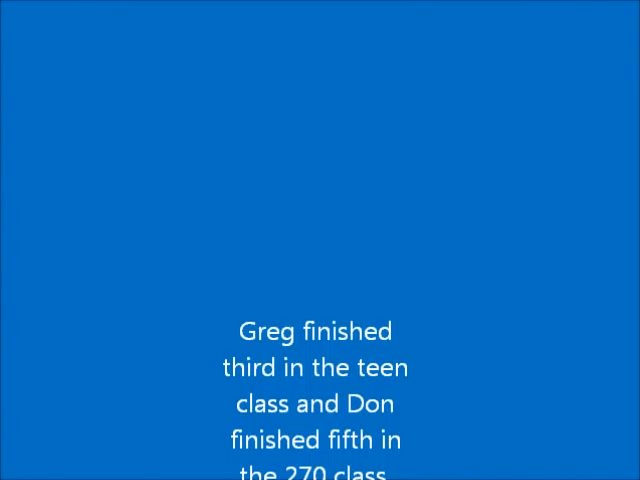 Greg finished
third in the teen
class and Don
finished fifth in
the 270 class